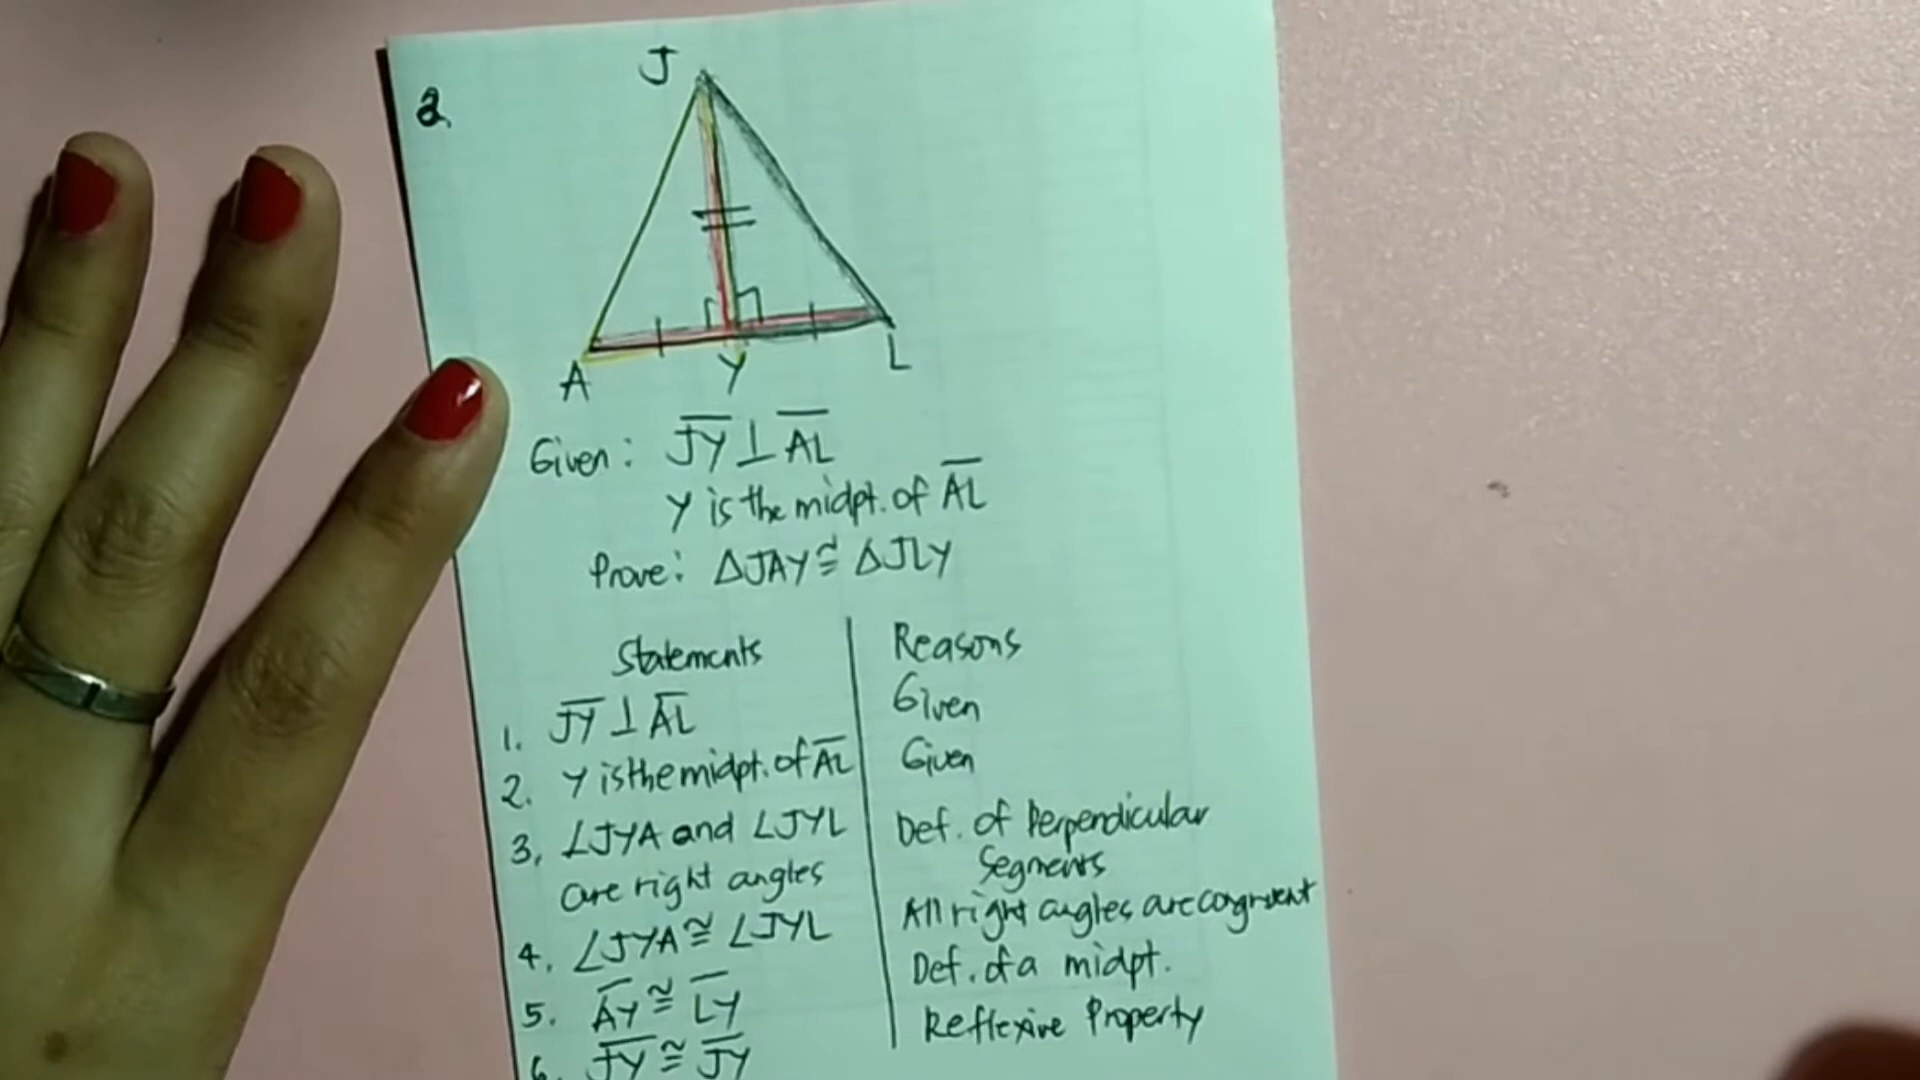 2.
J
A Y L
Given: JY ⊥ AL
Y is the midpt. of AL
Prove: ΔJAY ≅ ΔJLY
Statements Reasons
1. JY ⊥ AL Given
2. Y is the midpt. of AL Given
3. ∠JYA and ∠JYL Def. of Perpendicular
are right angles Segments
4. ∠JYA ≅ ∠JYL All right angles are congruent
5. AY ≅ LY Def. of a midpt.
6. JY ≅ JY Reflexive Property